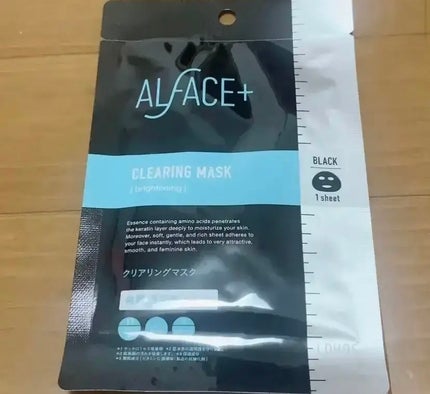 ALFACE+
CLEARING MASK
[ brightening ]
BLACK
1 sheet
Essence containing amino acids penetrates
the keratin layer deeply to moisturize your skin.
Moreover, soft, gentle, and rich sheet adheres to
your face instantly, which leads to very attractive,
smooth, and feminine skin.
クリアリングマスク